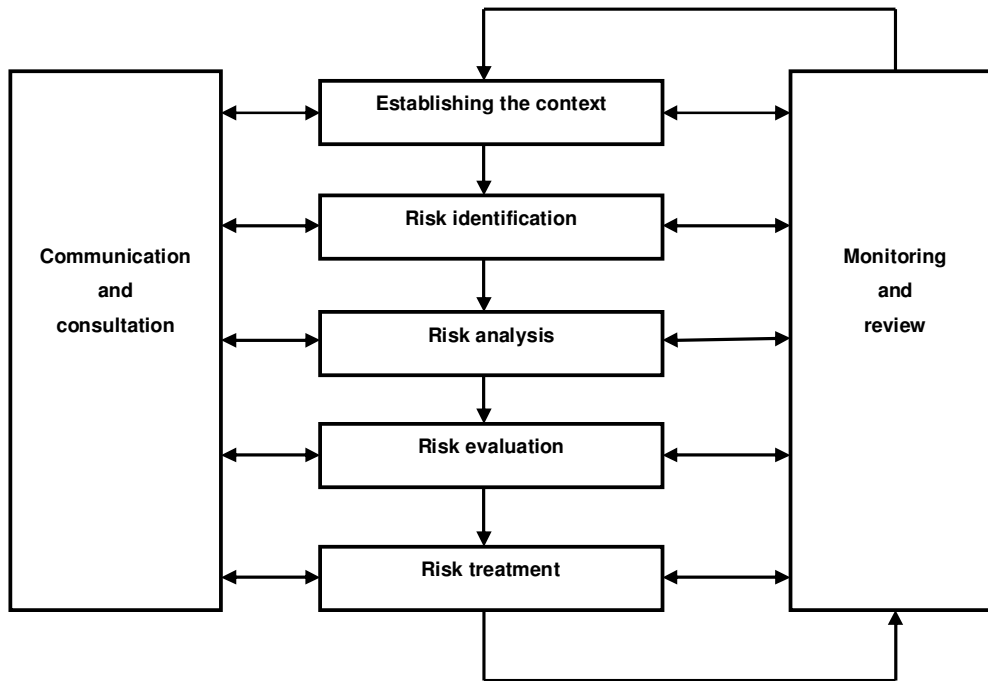 Establishing the context
Risk identification
Communication
and
consultation
Monitoring
and
review
Risk analysis
Risk evaluation
Risk treatment